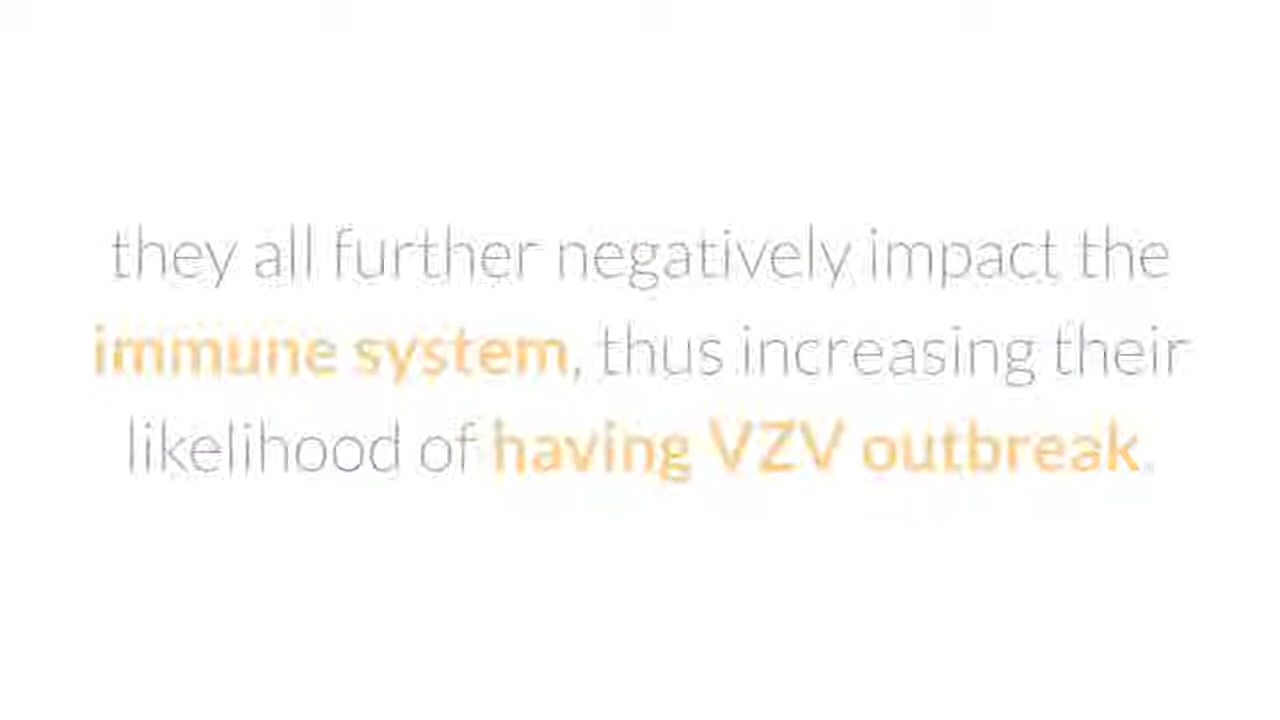 they all further negatively impact the
immune system, thus increasing their
likelihood of having VZV outbreak.